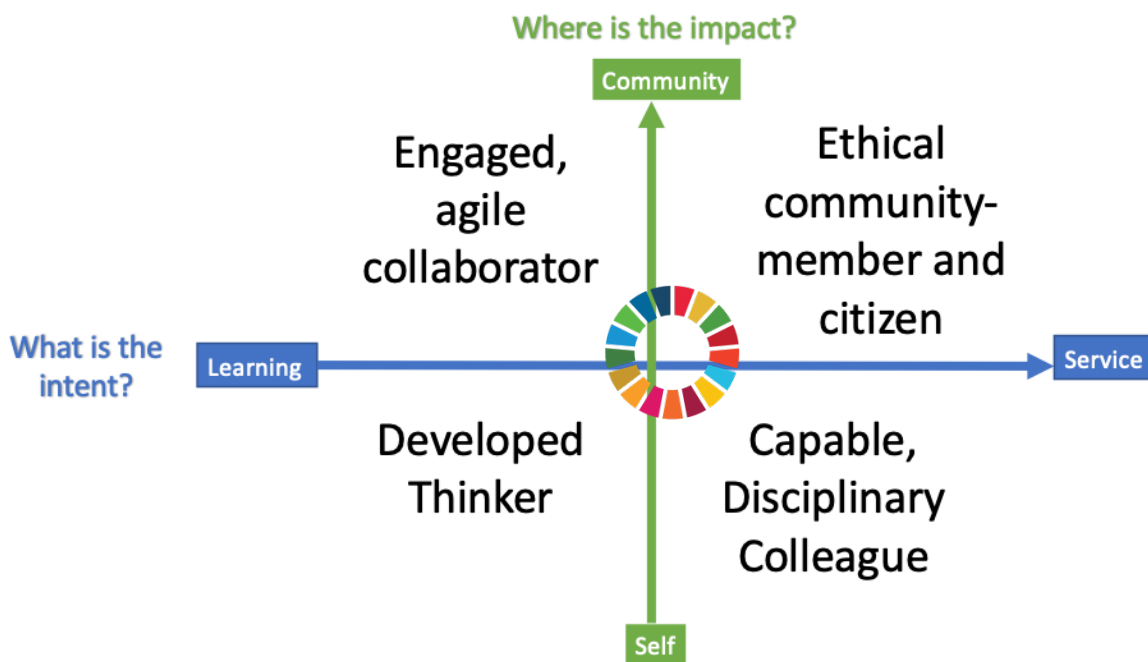 Where is the impact?
Community
Engaged,
agile
collaborator
Ethical
community-
member and
citizen
What is the
intent?
Learning
Service
Developed
Thinker
Capable,
Disciplinary
Colleague
Self